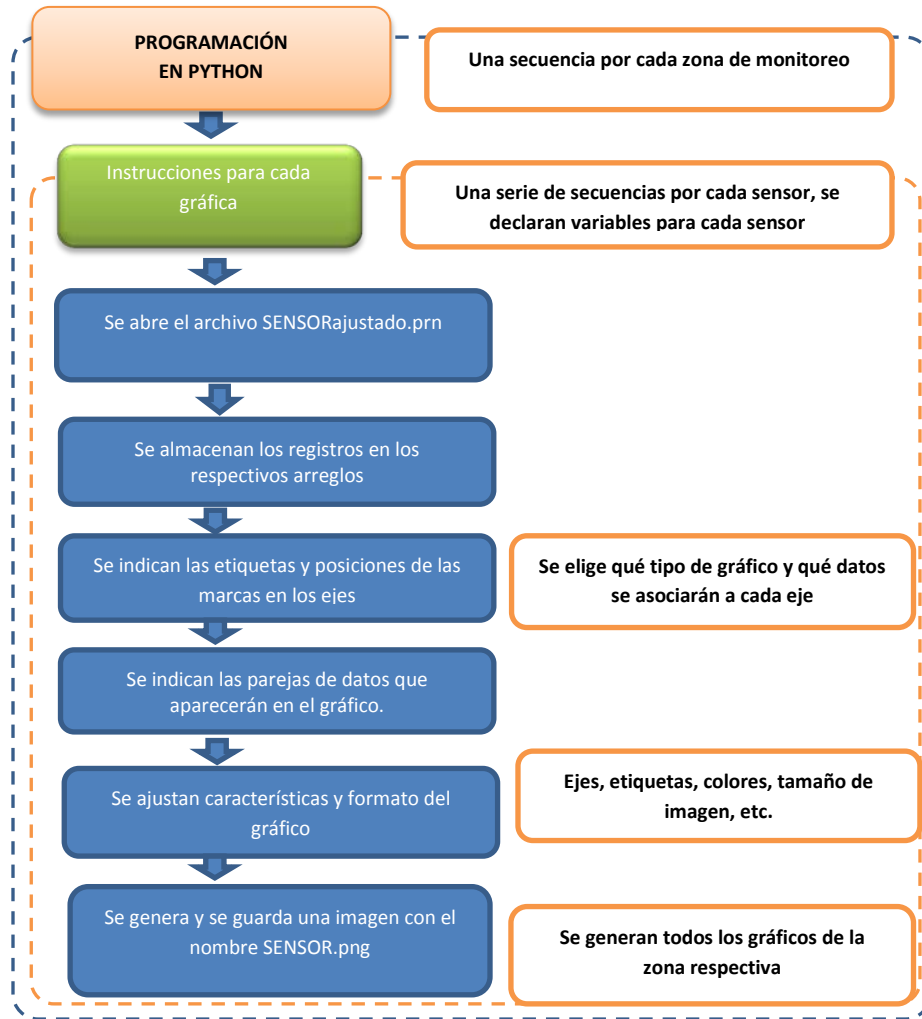 PROGRAMACIÓN
EN PYTHON
Una secuencia por cada zona de monitoreo
Instrucciones para cada
gráfica
Una serie de secuencias por cada sensor, se
declaran variables para cada sensor
Se abre el archivo SENSORajustado.prn
Se almacenan los registros en los
respectivos arreglos
Se indican las etiquetas y posiciones de las
marcas en los ejes
Se elige qué tipo de gráfico y qué datos
se asociarán a cada eje
Se indican las parejas de datos que
aparecerán en el gráfico.
Se ajustan características y formato del
gráfico
Ejes, etiquetas, colores, tamaño de
imagen, etc.
Se genera y se guarda una imagen con el
nombre SENSOR.png
Se generan todos los gráficos de la
zona respectiva